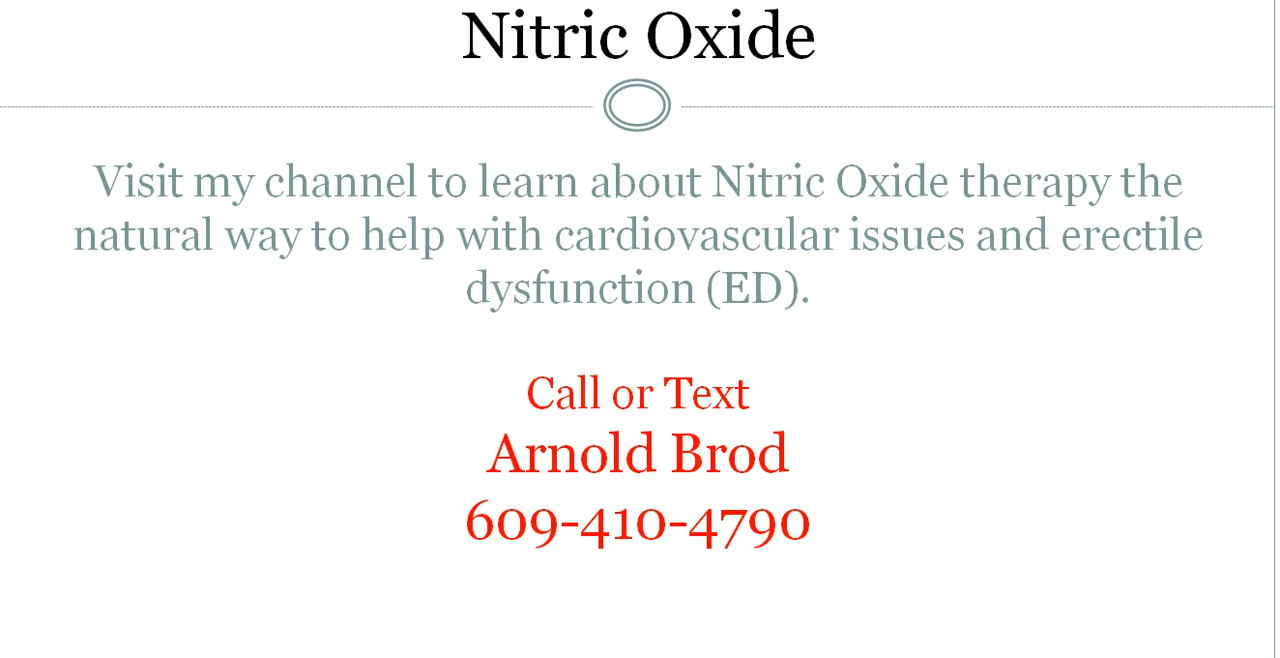 Nitric Oxide
Visit my channel to learn about Nitric Oxide therapy the
natural way to help with cardiovascular issues and erectile
dysfunction (ED).
Call or Text
Arnold Brod
609-410-4790